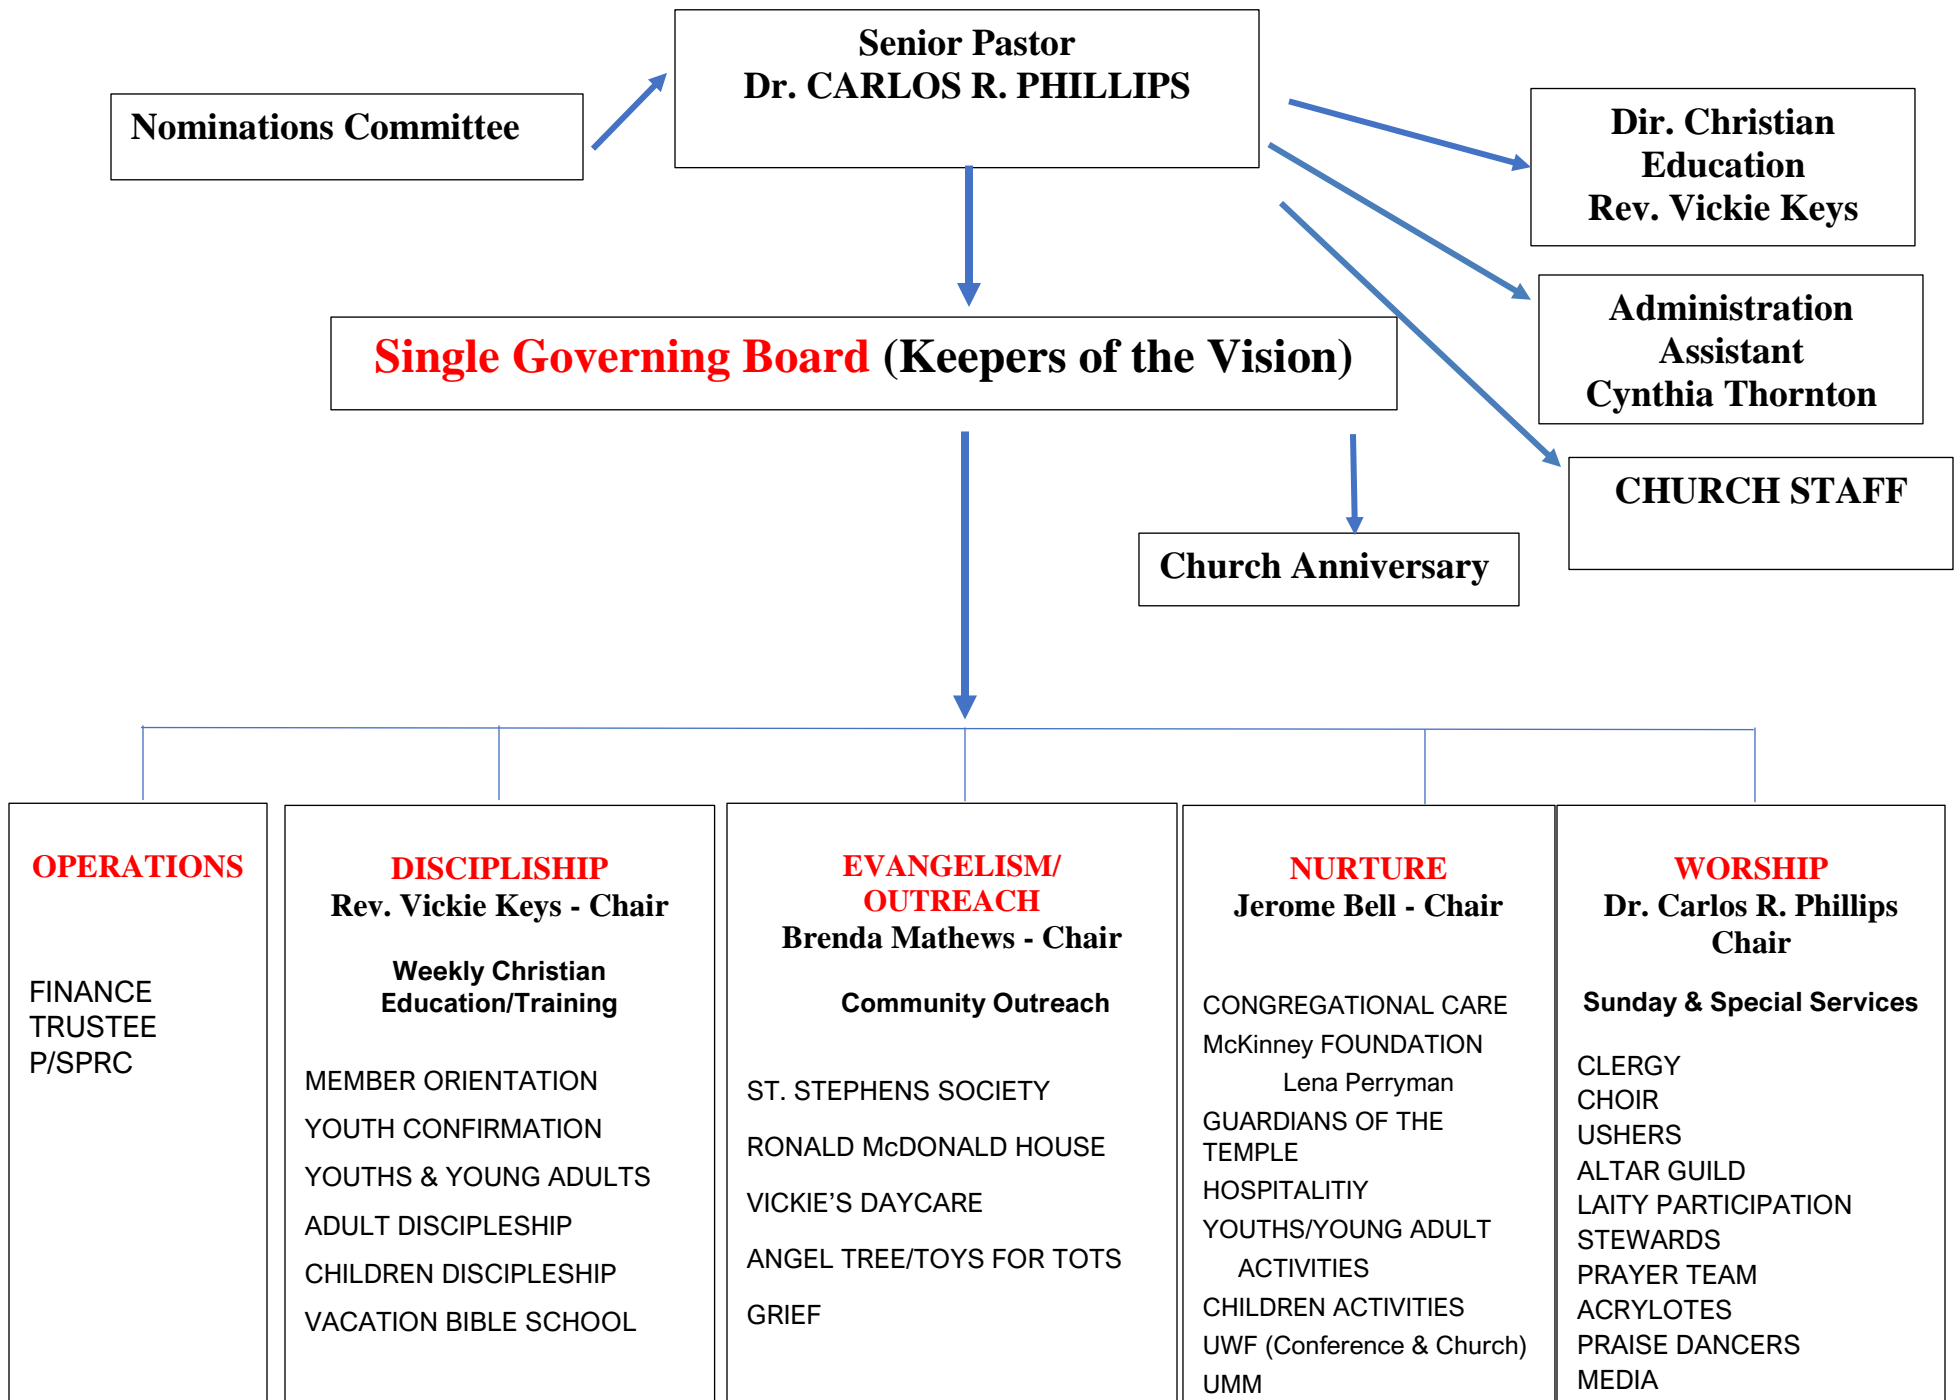 Senior Pastor
Dr. CARLOS R. PHILLIPS
Nominations Committee
Dir. Christian
Education
Rev. Vickie Keys
Administration
Assistant
Cynthia Thornton
Single Governing Board (Keepers of the Vision)
CHURCH STAFF
Church Anniversary
OPERATIONS
FINANCE
TRUSTEE
P/SPRC
DISCIPLISHIP
Rev. Vickie Keys - Chair
Weekly Christian
Education/Training
MEMBER ORIENTATION
YOUTH CONFIRMATION
YOUTHS & YOUNG ADULTS
ADULT DISCIPLESHIP
CHILDREN DISCIPLESHIP
VACATION BIBLE SCHOOL
EVANGELISM/
OUTREACH
Brenda Mathews - Chair
Community Outreach
ST. STEPHENS SOCIETY
RONALD McDONALD HOUSE
VICKIE’S DAYCARE
ANGEL TREE/TOYS FOR TOTS
GRIEF
NURTURE
Jerome Bell - Chair
CONGREGATIONAL CARE
McKinney FOUNDATION
Lena Perryman
GUARDIANS OF THE
TEMPLE
HOSPITALITIY
YOUTHS/YOUNG ADULT
ACTIVITIES
CHILDREN ACTIVITIES
UWF (Conference & Church)
UMM
WORSHIP
Dr. Carlos R. Phillips
Chair
Sunday & Special Services
CLERGY
CHOIR
USHERS
ALTAR GUILD
LAITY PARTICIPATION
STEWARDS
PRAYER TEAM
ACRYLOTES
PRAISE DANCERS
MEDIA